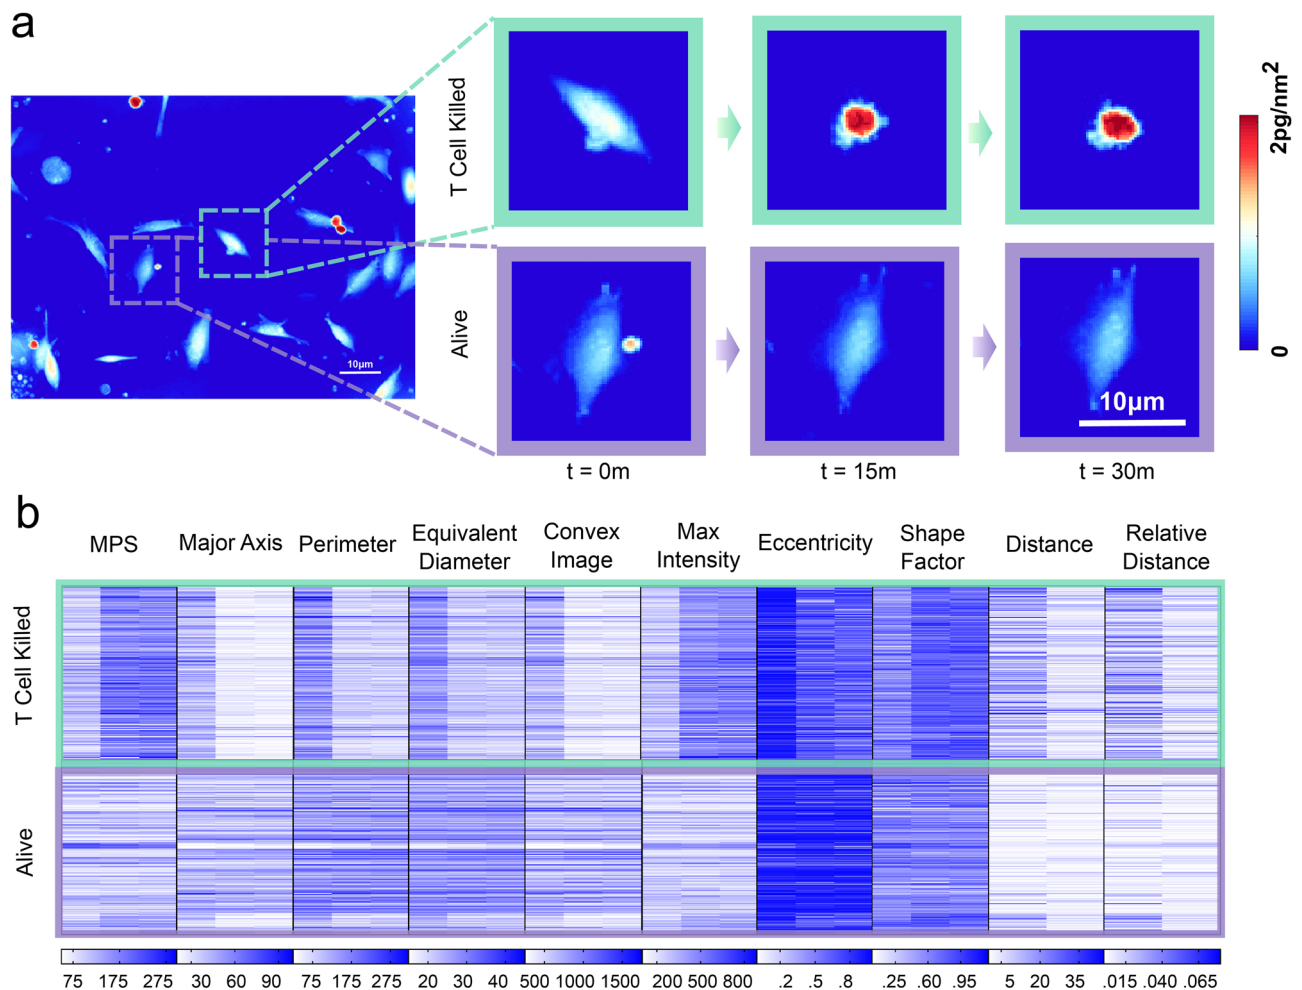 a
10µm
T Cell Killed
Alive
t = 0m
t = 15m
10µm
t = 30m
2pg/nm²
0
b
MPS
Major Axis
Perimeter
Equivalent
Diameter
Convex
Image
Max
Intensity
Eccentricity
Shape
Factor
Distance
Relative
Distance
T Cell Killed
Alive
75 175 275 30 60 90 75 175 275 20 30 40 500 1000 1500 200 500 800 .2 .5 .8 .25 .60 .95 5 20 35 .015 .040 .065